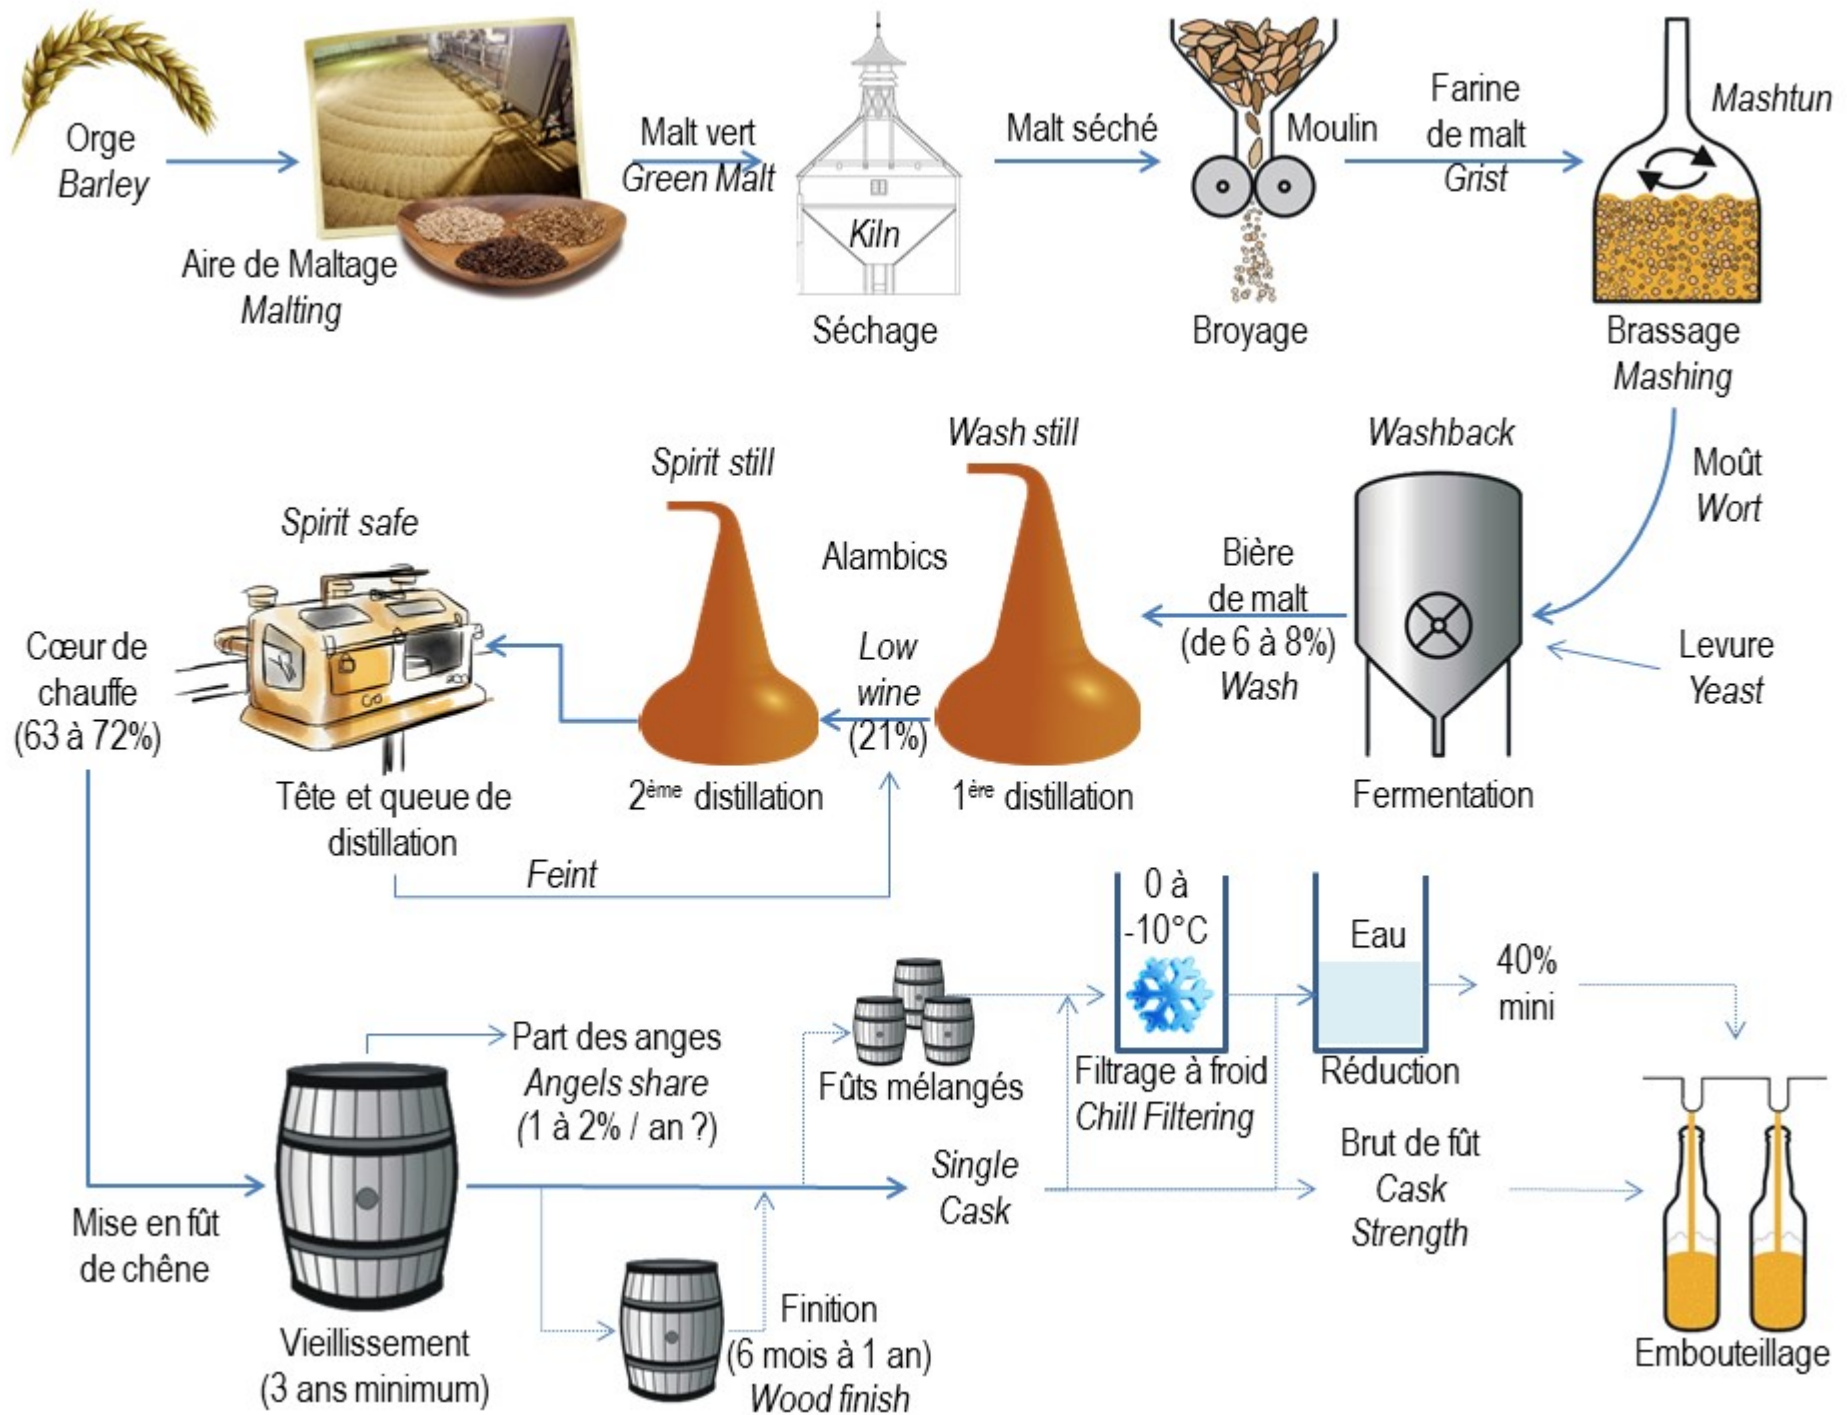 Orge
Barley
Aire de Maltage
Malting
Malt vert
Green Malt
Kiln
Séchage
Malt séché
Moulin
Broyage
Farine
de malt
Grist
Mashtun
Brassage
Mashing
Moût
Wort
Washback
Levure
Yeast
Fermentation
Bière
de malt
(de 6 à 8%)
Wash
Wash still
1ère distillation
Alambics
Low
wine
(21%)
Spirit still
2ème distillation
Spirit safe
Tête et queue de
distillation
Feint
Cœur de
chauffe
(63 à 72%)
Mise en fût
de chêne
Vieillissement
(3 ans minimum)
Part des anges
Angels share
(1 à 2% / an ?)
Finition
(6 mois à 1 an)
Wood finish
Fûts mélangés
Single
Cask
0 à
-10°C
Filtrage à froid
Chill Filtering
Eau
Réduction
40%
mini
Brut de fût
Cask
Strength
Embouteillage